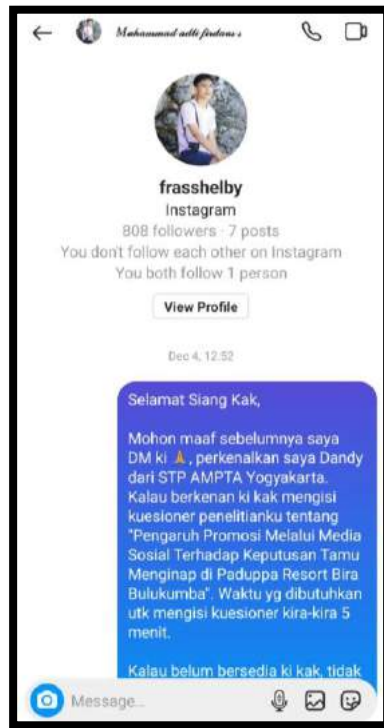 Muhammad adli firdaus s
frasshelby
Instagram
808 followers · 7 posts
You don't follow each other on Instagram
You both follow 1 person
View Profile
Dec 4, 12.52
Selamat Siang Kak,
Mohon maaf sebelumnya saya
DM ki 🙏, perkenalkan saya Dandy
dari STP AMPTA Yogyakarta.
Kalau berkenan ki kak mengisi
kuesioner penelitianku tentang
"Pengaruh Promosi Melalui Media
Sosial Terhadap Keputusan Tamu
Menginap di Paduppa Resort Bira
Bulukumba". Waktu yg dibutuhkan
utk mengisi kuesioner kira-kira 5
menit.
Kalau belum bersedia ki kak, tidak
Message...